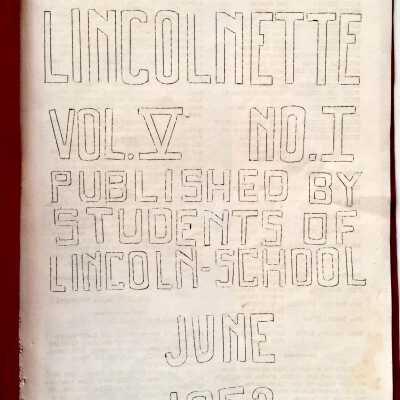 LINCOLNETTE
VOL. V NO. I
PUBLISHED BY
STUDENTS OF
LINCOLN-SCHOOL
JUNE